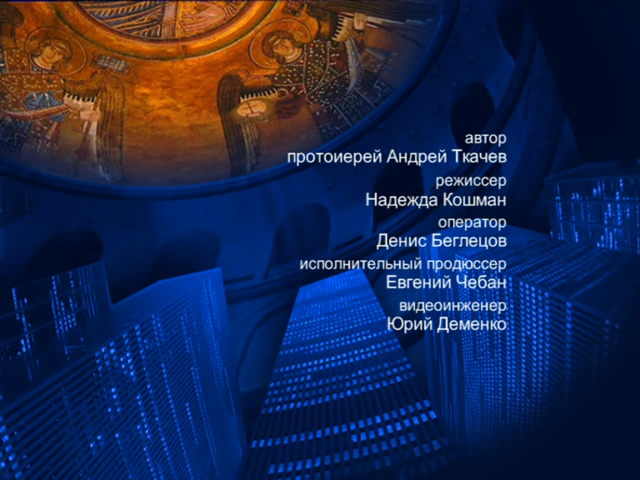 автор
протоиерей Андрей Ткачев
режиссер
Надежда Кошман
оператор
Денис Беглецов
исполнительный продюссер
Евгений Чебан
видеоинженер
Юрий Деменко